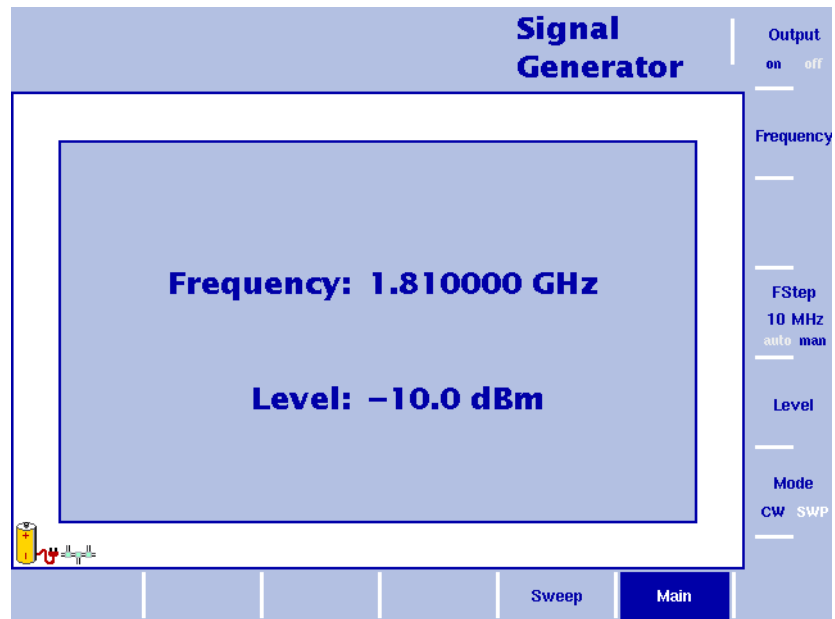 Signal
Generator
Output
on off
Frequency
Frequency: 1.810000 GHz
FStep
10 MHz
auto man
Level: −10.0 dBm
Level
Mode
CW SWP
Sweep
Main